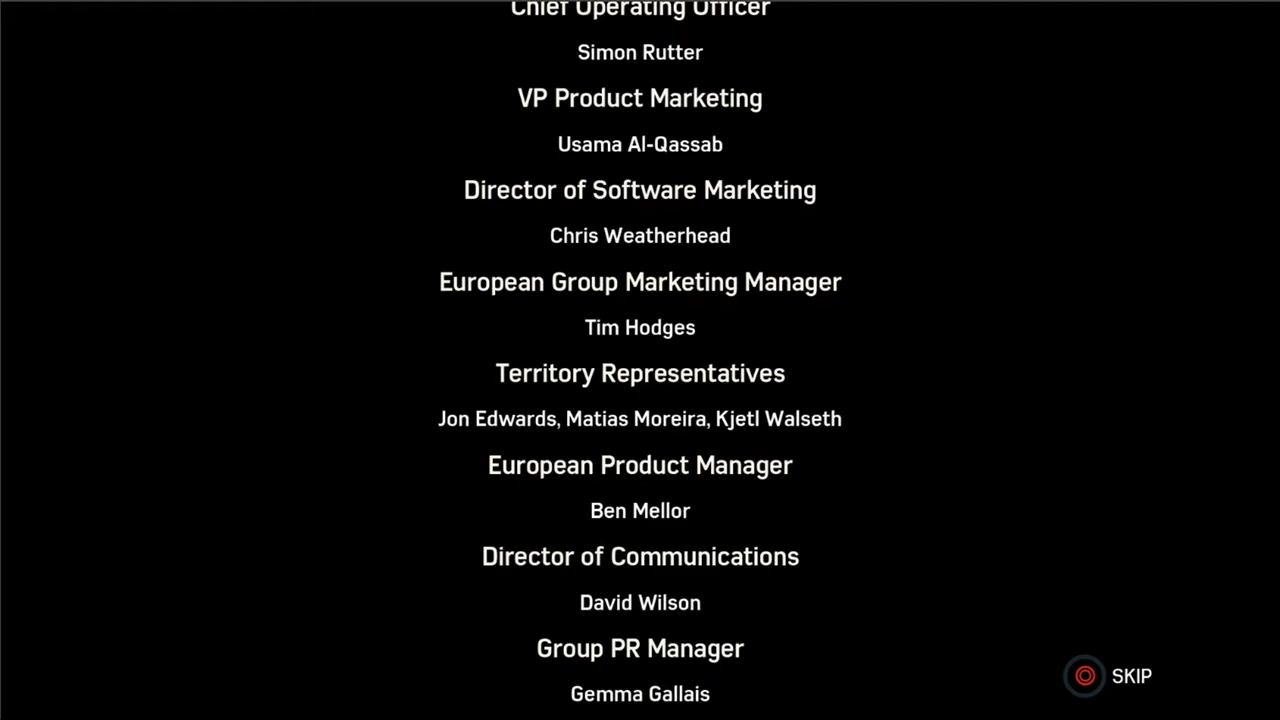 Chief Operating Officer
Simon Rutter
VP Product Marketing
Usama Al-Qassab
Director of Software Marketing
Chris Weatherhead
European Group Marketing Manager
Tim Hodges
Territory Representatives
Jon Edwards, Matias Moreira, Kjetl Walseth
European Product Manager
Ben Mellor
Director of Communications
David Wilson
Group PR Manager
Gemma Gallais
SKIP